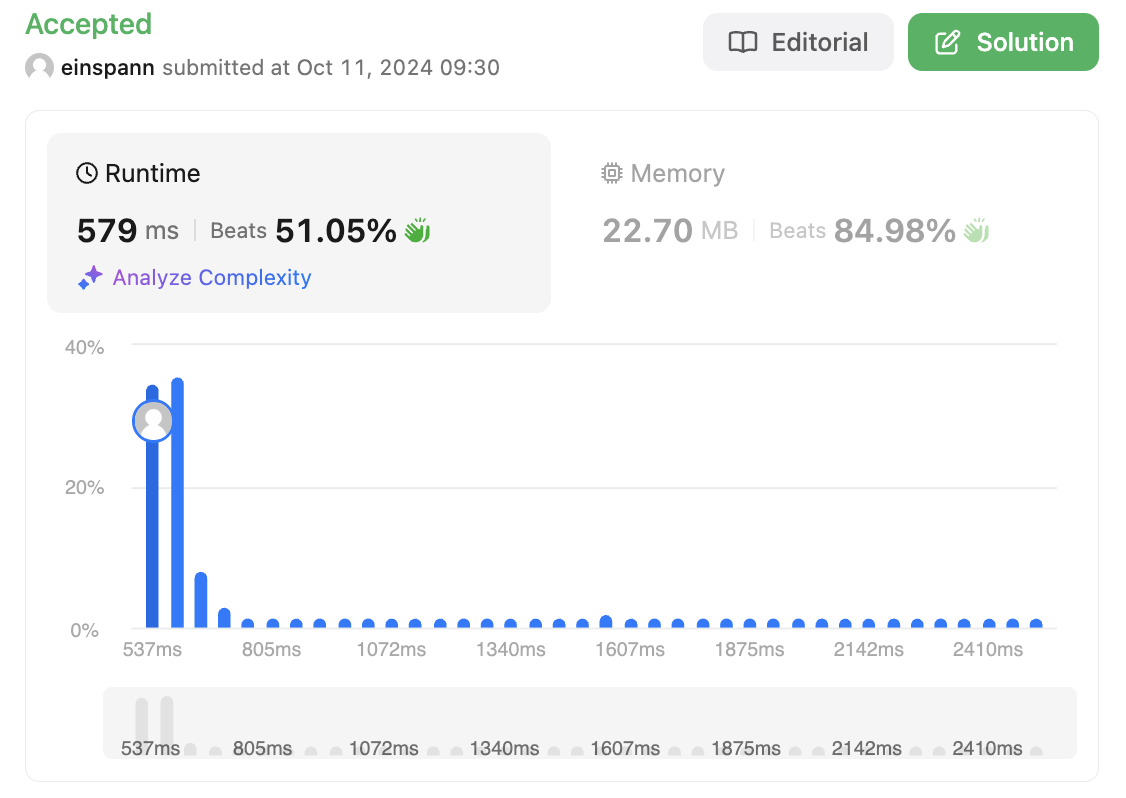 Accepted
Editorial
Solution
einspann submitted at Oct 11, 2024 09:30
Runtime
Memory
579 ms | Beats 51.05%
22.70 MB | Beats 84.98%
Analyze Complexity
40%
20%
0%
537ms 805ms 1072ms 1340ms 1607ms 1875ms 2142ms 2410ms
537ms 805ms 1072ms 1340ms 1607ms 1875ms 2142ms 2410ms